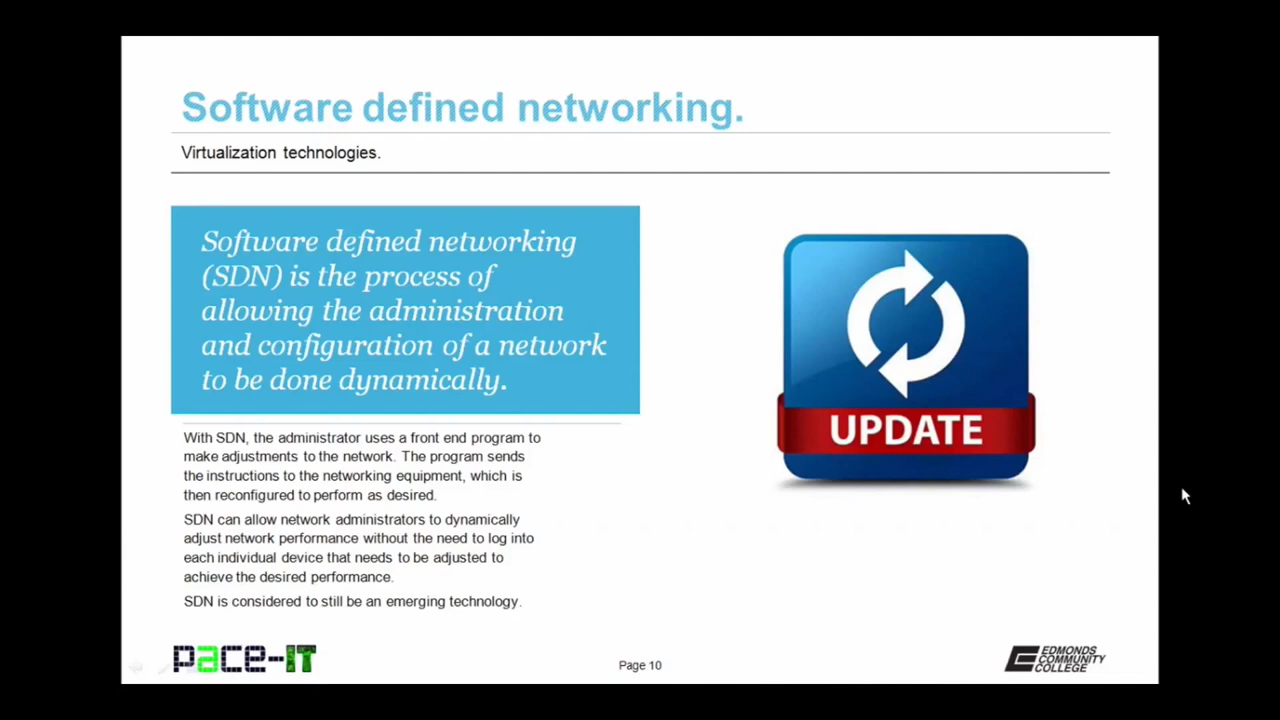 Software defined networking.
Virtualization technologies.
Software defined networking
(SDN) is the process of
allowing the administration
and configuration of a network
to be done dynamically.
UPDATE
With SDN, the administrator uses a front end program to
make adjustments to the network. The program sends
the instructions to the networking equipment, which is
then reconfigured to perform as desired.
SDN can allow network administrators to dynamically
adjust network performance without the need to log into
each individual device that needs to be adjusted to
achieve the desired performance.
SDN is considered to still be an emerging technology.
pace-IT
Page 10
EDMONDS
COMMUNITY
COLLEGE